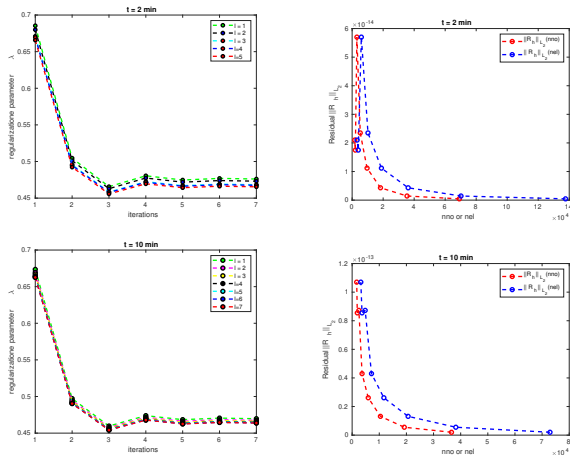 t = 2 min
0.7
0.65
0.6
0.55
0.5
0.45
1 2 3 4 5 6 7
iterations
regularizatione parameter λ
l = 1
l = 2
l = 3
l=4
l=5
t = 2 min
×10⁻¹⁴
6
5
4
3
2
1
0
0 2 4 6 8 10 12 14
×10⁴
nno or nel
Residual ||R_h||_{L_2}
||R_h||_{L_2} (nno)
||R_h||_{L_2} (nel)
t = 10 min
0.7
0.65
0.6
0.55
0.5
0.45
1 2 3 4 5 6 7
iterations
regularizatione parameter λ
l = 1
l = 2
l = 3
l=4
l=5
l=6
l=7
t = 10 min
×10⁻¹³
1.2
1
0.8
0.6
0.4
0.2
0
0 1 2 3 4 5 6 7 8
×10⁴
nno or nel
Residual ||R_h||_{L_2}
||R_h||_{L_2} (nno)
||R_h||_{L_2} (nel)